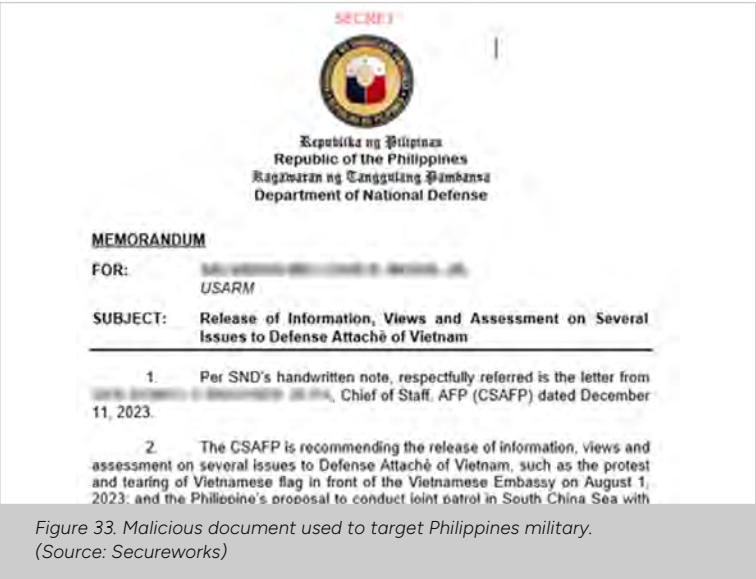 SECRET
Republika ng Pilipinas
Republic of the Philippines
Kagawaran ng Tanggulang Pambansa
Department of National Defense
MEMORANDUM
FOR:
USARM
SUBJECT: Release of Information, Views and Assessment on Several
Issues to Defense Attachè of Vietnam
1. Per SND's handwritten note, respectfully referred is the letter from
, Chief of Staff, AFP (CSAFP) dated December
11, 2023.
2. The CSAFP is recommending the release of information, views and
assessment on several issues to Defense Attachè of Vietnam, such as the protest
and tearing of Vietnamese flag in front of the Vietnamese Embassy on August 1,
2023; and the Philippine's proposal to conduct joint patrol in South China Sea with
Figure 33. Malicious document used to target Philippines military.
(Source: Secureworks)